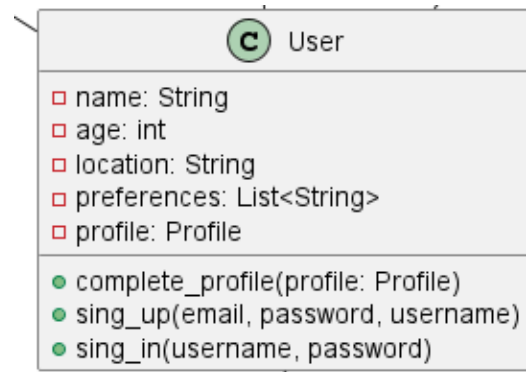 C User
name: String
age: int
location: String
preferences: List<String>
profile: Profile
complete_profile(profile: Profile)
sing_up(email, password, username)
sing_in(username, password)